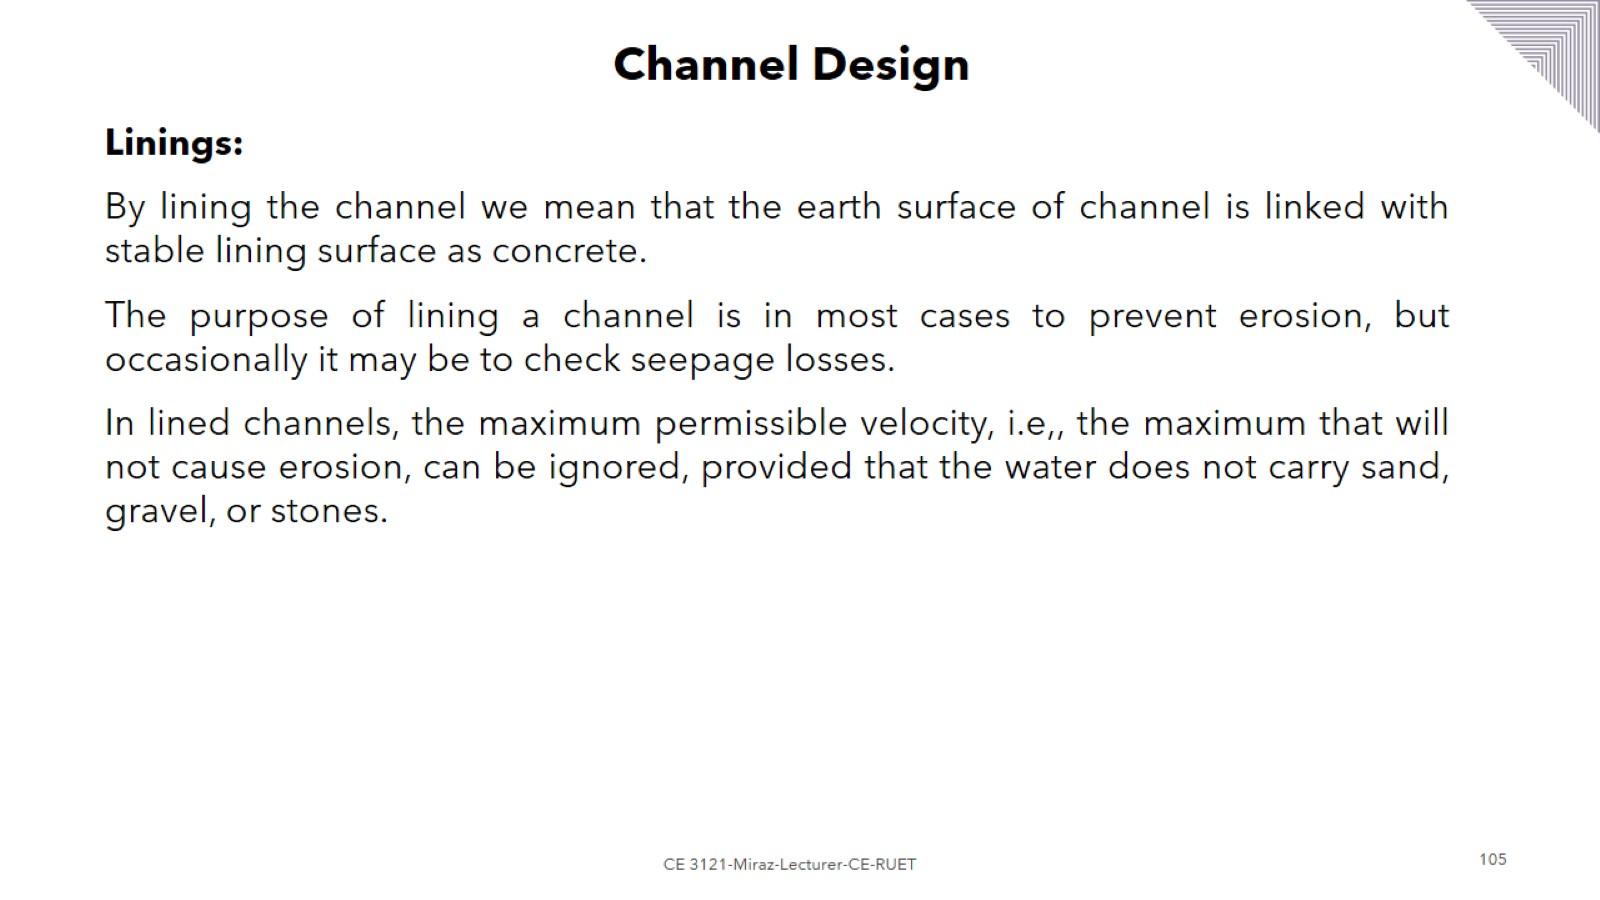 Channel Design
Linings:
By lining the channel we mean that the earth surface of channel is linked with
stable lining surface as concrete.
The purpose of lining a channel is in most cases to prevent erosion, but
occasionally it may be to check seepage losses.
In lined channels, the maximum permissible velocity, i.e,, the maximum that will
not cause erosion, can be ignored, provided that the water does not carry sand,
gravel, or stones.
CE 3121-Miraz-Lecturer-CE-RUET
105